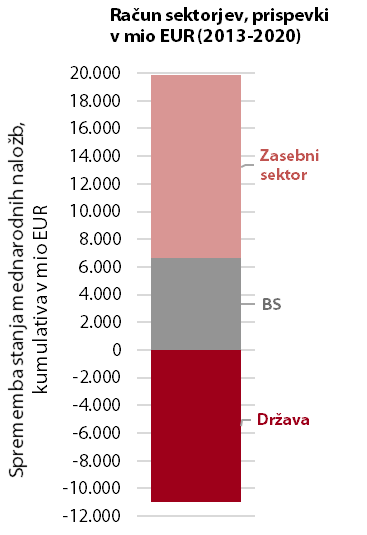 Račun sektorjev, prispevki
v mio EUR (2013-2020)
Sprememba stanja mednarodnih naložb,
kumulativa v mio EUR
20.000
18.000
16.000
14.000
12.000
10.000
8.000
6.000
4.000
2.000
0
-2.000
-4.000
-6.000
-8.000
-10.000
-12.000
Zasebni
sektor
BS
Država